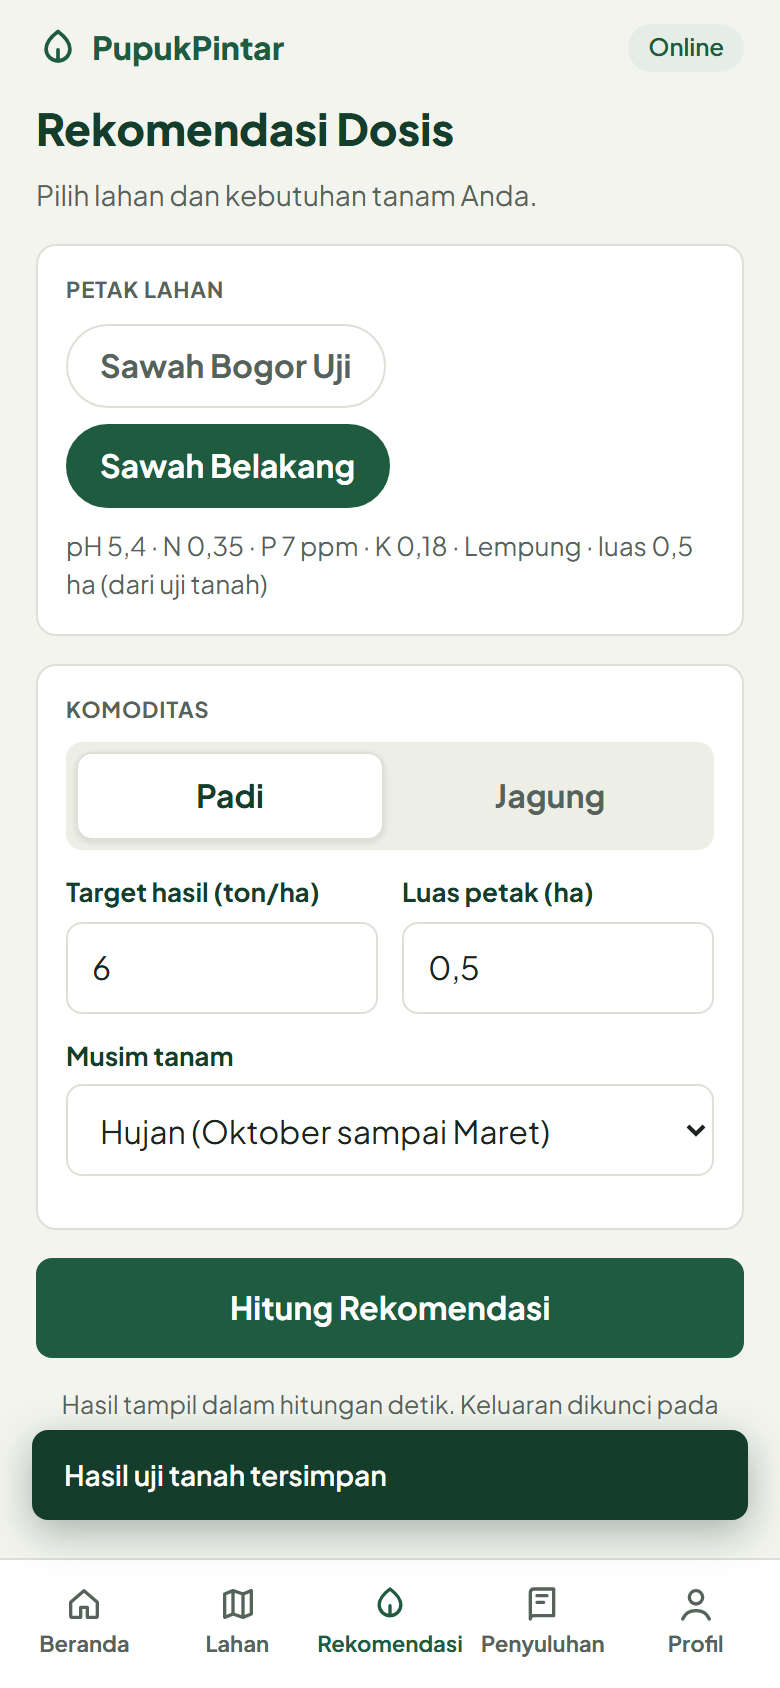 PupukPintar
Online
Rekomendasi Dosis
Pilih lahan dan kebutuhan tanam Anda.
PETAK LAHAN
Sawah Bogor Uji
Sawah Belakang
pH 5,4 · N 0,35 · P 7 ppm · K 0,18 · Lempung · luas 0,5
ha (dari uji tanah)
KOMODITAS
Padi
Jagung
Target hasil (ton/ha)
Luas petak (ha)
6
0,5
Musim tanam
Hujan (Oktober sampai Maret)
Hitung Rekomendasi
Hasil tampil dalam hitungan detik. Keluaran dikunci pada
Hasil uji tanah tersimpan
Beranda
Lahan
Rekomendasi
Penyuluhan
Profil